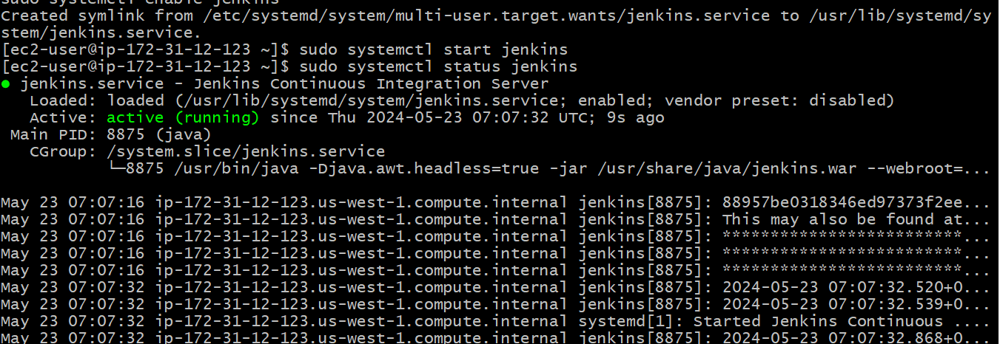 sudo systemctl enable jenkins
Created symlink from /etc/systemd/system/multi-user.target.wants/jenkins.service to /usr/lib/systemd/sy
stem/jenkins.service.
[ec2-user@ip-172-31-12-123 ~]$ sudo systemctl start jenkins
[ec2-user@ip-172-31-12-123 ~]$ sudo systemctl status jenkins
● jenkins.service - Jenkins Continuous Integration Server
   Loaded: loaded (/usr/lib/systemd/system/jenkins.service; enabled; vendor preset: disabled)
   Active: active (running) since Thu 2024-05-23 07:07:32 UTC; 9s ago
 Main PID: 8875 (java)
   CGroup: /system.slice/jenkins.service
           └─8875 /usr/bin/java -Djava.awt.headless=true -jar /usr/share/java/jenkins.war --webroot=...
May 23 07:07:16 ip-172-31-12-123.us-west-1.compute.internal jenkins[8875]: 88957be0318346ed97373f2ee...
May 23 07:07:16 ip-172-31-12-123.us-west-1.compute.internal jenkins[8875]: This may also be found at...
May 23 07:07:16 ip-172-31-12-123.us-west-1.compute.internal jenkins[8875]: *************************...
May 23 07:07:16 ip-172-31-12-123.us-west-1.compute.internal jenkins[8875]: *************************...
May 23 07:07:16 ip-172-31-12-123.us-west-1.compute.internal jenkins[8875]: *************************...
May 23 07:07:32 ip-172-31-12-123.us-west-1.compute.internal jenkins[8875]: 2024-05-23 07:07:32.520+0...
May 23 07:07:32 ip-172-31-12-123.us-west-1.compute.internal jenkins[8875]: 2024-05-23 07:07:32.539+0...
May 23 07:07:32 ip-172-31-12-123.us-west-1.compute.internal systemd[1]: Started Jenkins Continuous ....
May 23 07:07:32 ip-172-31-12-123.us-west-1.compute.internal jenkins[8875]: 2024-05-23 07:07:32.868+0...